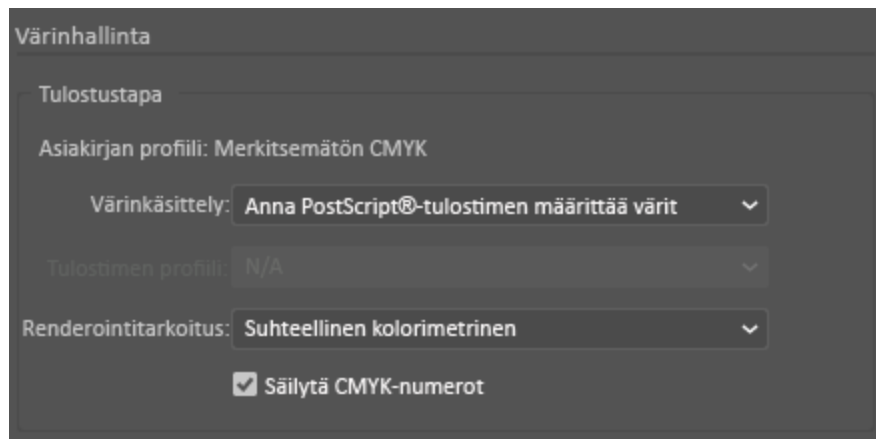 Värinhallinta
Tulostustapa
Asiakirjan profiili: Merkitsemätön CMYK
Värinkäsittely: Anna PostScript®-tulostimen määrittää värit
Tulostimen profiili: N/A
Renderointitarkoitus: Suhteellinen kolorimetrinen
Säilytä CMYK-numerot